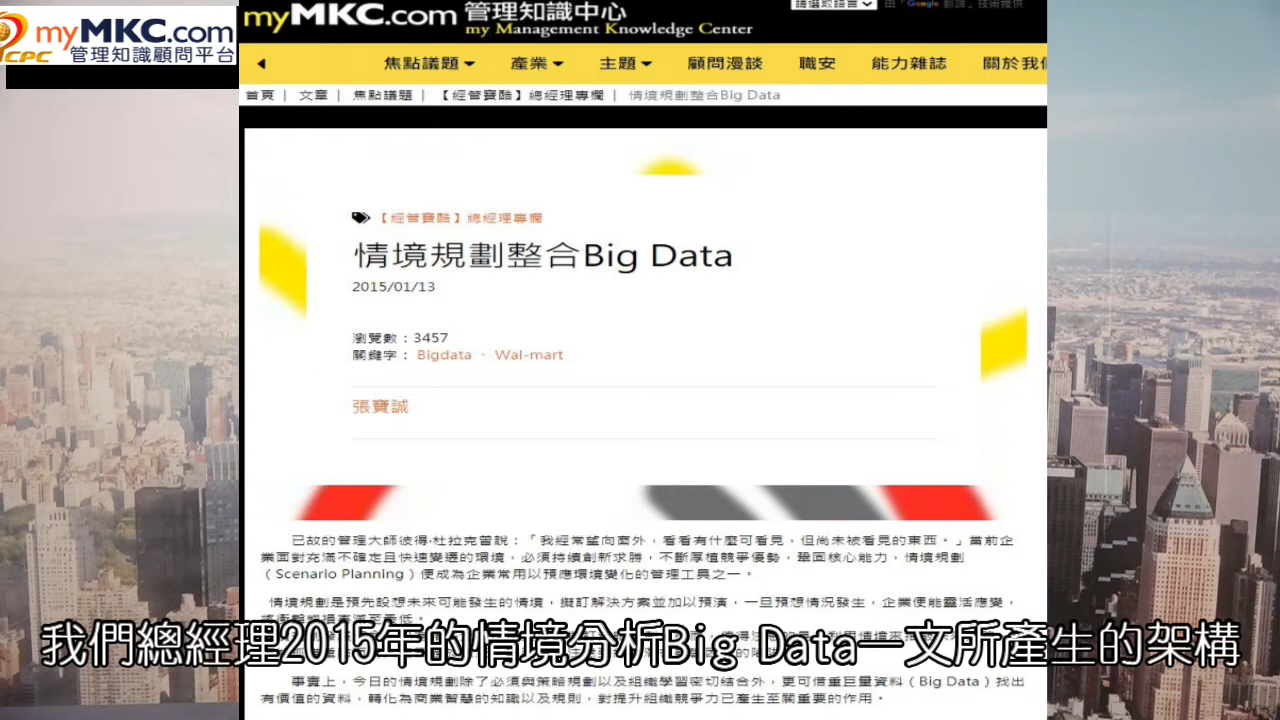 myMKC.com
CPC 管理知識顧問平台
myMKC.com 管理知識中心
my Management Knowledge Center
請選取語言 由「Google 翻譯」技術提供
焦點議題 產業 主題 顧問漫談 職安 能力雜誌 關於我們
首頁 | 文章 | 焦點議題 | 【經營寶酷】總經理專欄 | 情境規劃整合Big Data
【經營寶酷】總經理專欄
情境規劃整合Big Data
2015/01/13
瀏覽數：3457
關鍵字： Bigdata 、 Wal-mart
張寶誠
已故的管理大師彼得‧杜拉克曾說：「我經常望向窗外，看看有什麼可看見，但尚未被看見的東西。」當前企
業面對充滿不確定且快速變遷的環境，必須持續創新求勝，不斷厚植競爭優勢，鞏固核心能力，情境規劃
（Scenario Planning）便成為企業常用以預應環境變化的管理工具之一。
情境規劃是預先設想未來可能發生的情境，擬訂解決方案並加以預演，一旦預想情況發生，企業便能靈活應變，
我們總經理2015年的情境分析Big Data一文所產生的架構
事實上，今日的情境規劃除了必須與策略規劃以及組織學習密切結合外，更可借重巨量資料（Big Data）找出
有價值的資料，轉化為商業智慧的知識以及規則，對提升組織競爭力已產生至關重要的作用。